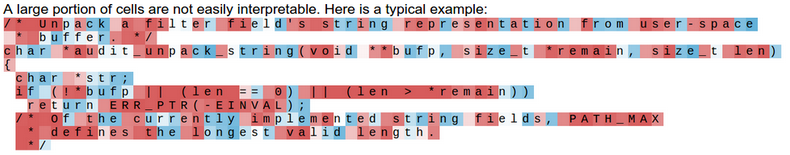 A large portion of cells are not easily interpretable. Here is a typical example:
/* Unpack a filter field's string representation from user-space
 * buffer. */
char *audit_unpack_string(void **bufp, size_t *remain, size_t len)
{
  char *str;
  if (!*bufp || (len == 0) || (len > *remain))
    return ERR_PTR(-EINVAL);
  /* Of the currently implemented string fields, PATH_MAX
   * defines the longest valid length.
   */